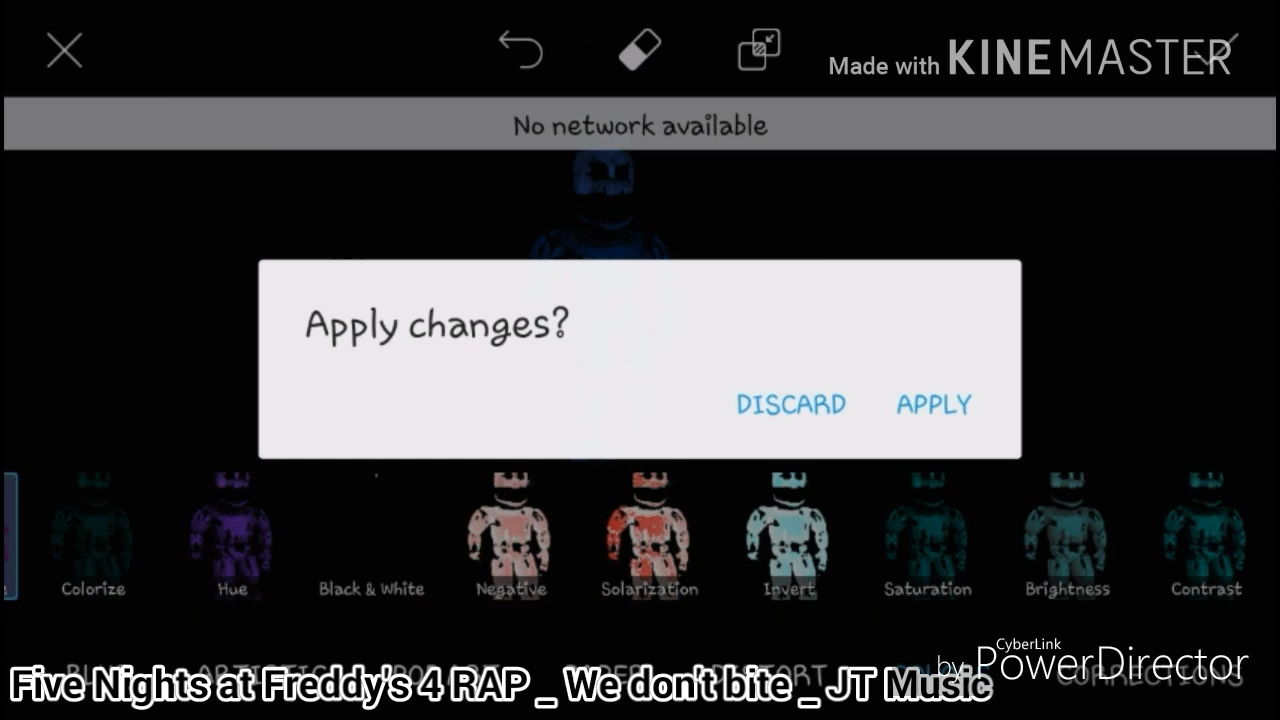 Made with KINEMASTER
No network available
Apply changes?
DISCARD APPLY
Colorize Hue Black & White Negative Solarization Invert Saturation Brightness Contrast
CyberLink
by PowerDirector
Five Nights at Freddy's 4 RAP _ We don't bite _ JT Music